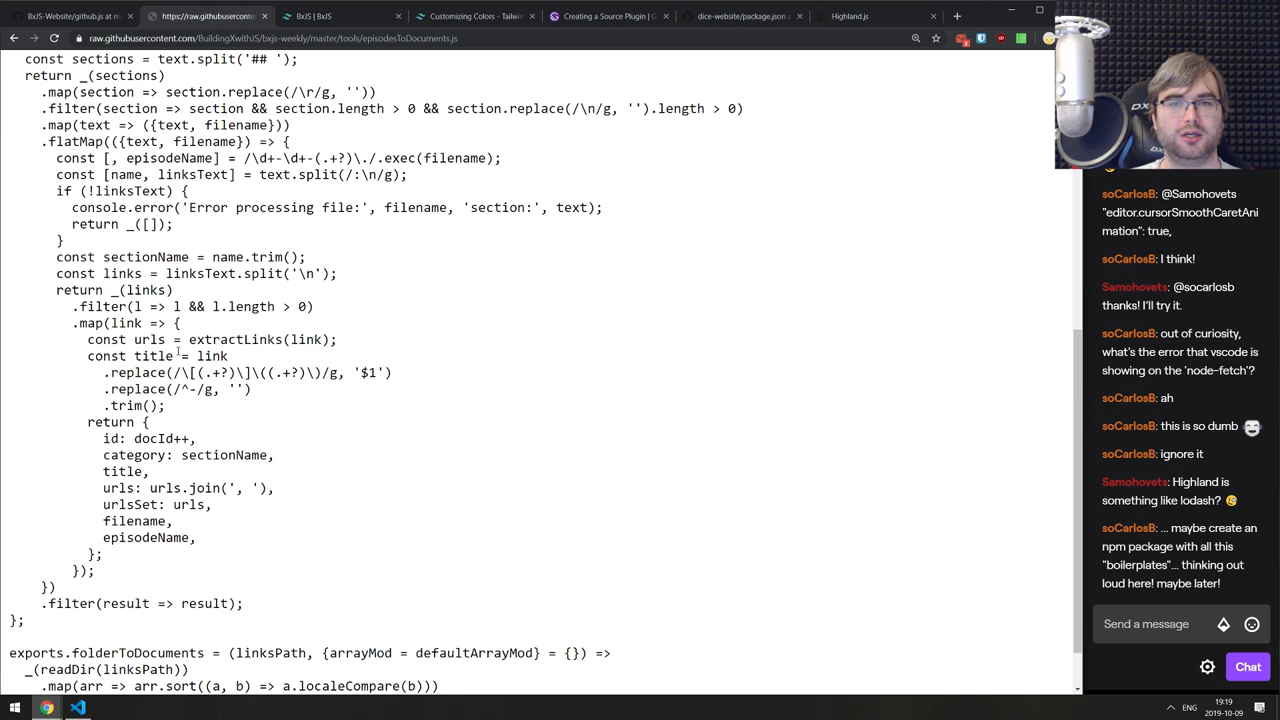 BxJS-Website/github.js at m
https://raw.githubuserconten
BxJS | BxJS
Customizing Colors - Tailwin
Creating a Source Plugin | G
dice-website/package.json a
Highland.js
raw.githubusercontent.com/BuildingXwithJS/bxjs-weekly/master/tools/episodesToDocuments.js
const sections = text.split('## ');
return _(sections)
.map(section => section.replace(/\r/g, ''))
.filter(section => section && section.length > 0 && section.replace(/\n/g, '').length > 0)
.map(text => ({text, filename}))
.flatMap(({text, filename}) => {
const [, episodeName] = /\d+-\d+-(.+?)\./.exec(filename);
const [name, linksText] = text.split(/:\n/g);
if (!linksText) {
console.error('Error processing file:', filename, 'section:', text);
return _([]);
}
const sectionName = name.trim();
const links = linksText.split('\n');
return _(links)
.filter(l => l && l.length > 0)
.map(link => {
const urls = extractLinks(link);
const title = link
.replace(/\[(.+?)\]\((.+?)\)/g, '$1')
.replace(/^-/g, '')
.trim();
return {
id: docId++,
category: sectionName,
title,
urls: urls.join(', '),
urlsSet: urls,
filename,
episodeName,
};
});
})
.filter(result => result);
};
exports.folderToDocuments = (linksPath, {arrayMod = defaultArrayMod} = {}) =>
_(readDir(linksPath))
.map(arr => arr.sort((a, b) => a.localeCompare(b)))
soCarlosB: @Samohovets
"editor.cursorSmoothCaretAni
mation": true,
soCarlosB: I think!
Samohovets: @socarlosb
thanks! I'll try it.
soCarlosB: out of curiosity,
what's the error that vscode is
showing on the 'node-fetch'?
soCarlosB: ah
soCarlosB: this is so dumb
soCarlosB: ignore it
Samohovets: Highland is
something like lodash?
soCarlosB: ... maybe create an
npm package with all this
"boilerplates"... thinking out
loud here! maybe later!
Send a message
Chat
ENG
19:19
2019-10-09